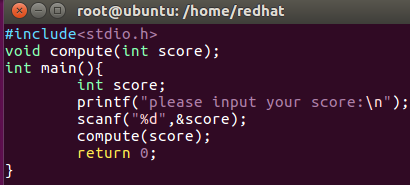 root@ubuntu: /home/redhat
#include<stdio.h>
void compute(int score);
int main(){
        int score;
        printf("please input your score:\n");
        scanf("%d",&score);
        compute(score);
        return 0;
}